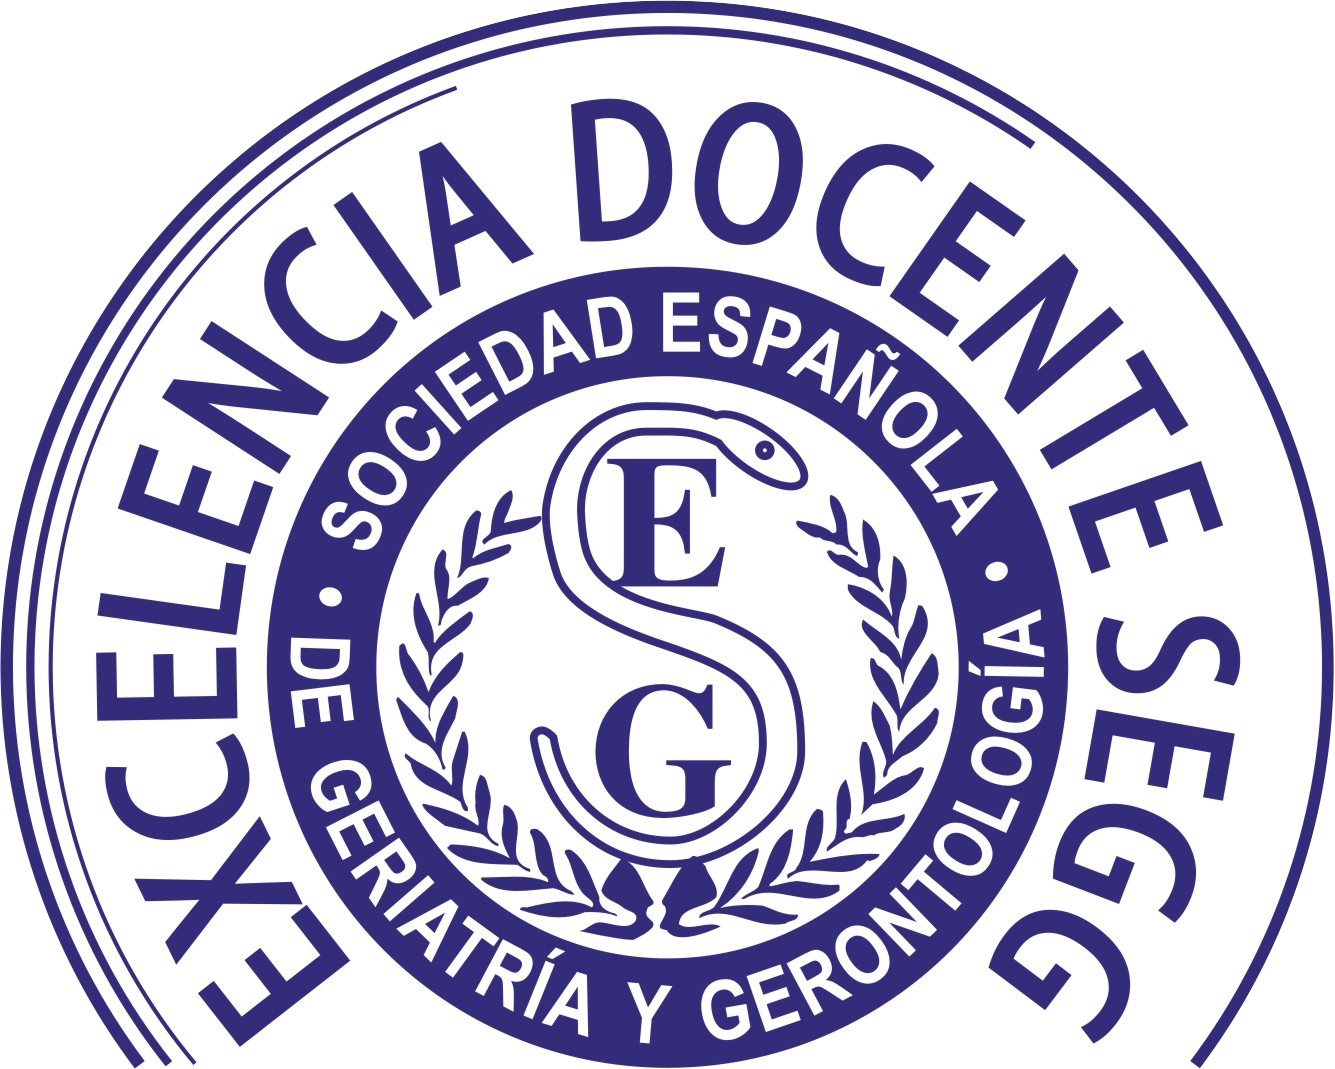 EXCELENCIA DOCENTE SEGG
SOCIEDAD ESPAÑOLA
DE GERIATRÍA Y GERONTOLOGÍA
E
G